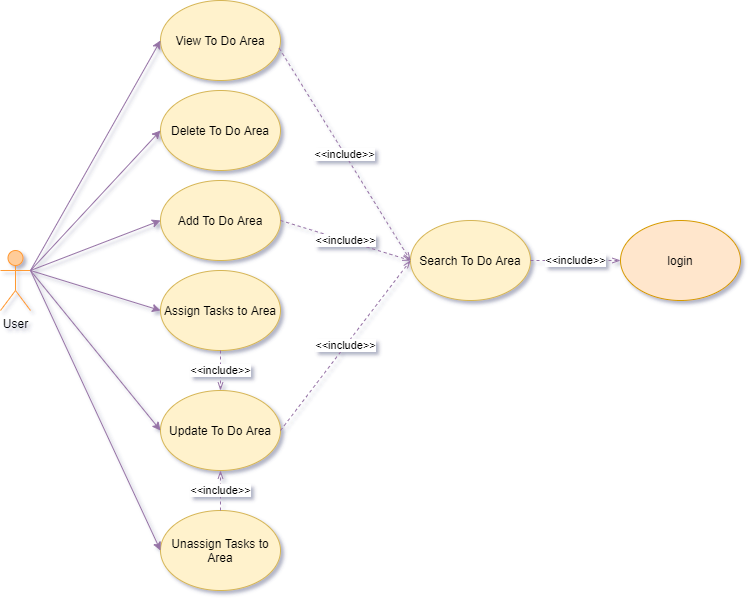 View To Do Area
Delete To Do Area
<<include>>
Add To Do Area
<<include>>
Search To Do Area
<<include>>
login
User
Assign Tasks to Area
<<include>>
<<include>>
Update To Do Area
<<include>>
Unassign Tasks to
Area